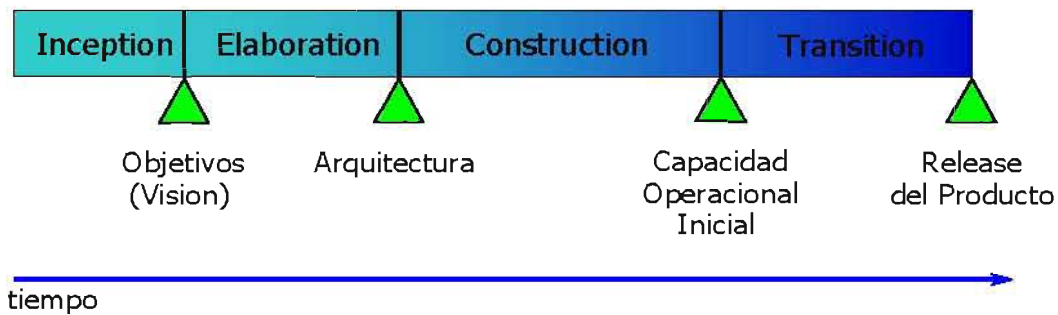 Inception Elaboration Construction Transition
Objetivos
(Vision)
Arquitectura
Capacidad
Operacional
Inicial
Release
del Producto
tiempo